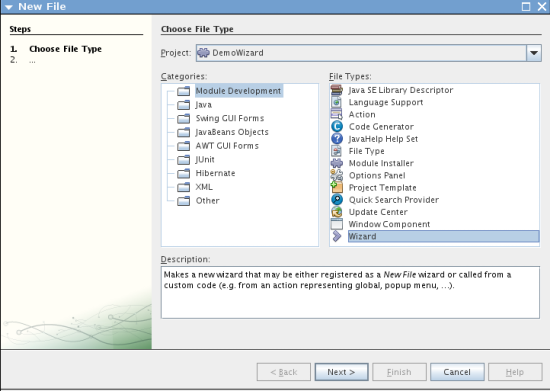 New File
Steps
1. Choose File Type
2. ...
Choose File Type
Project: DemoWizard
Categories:
Module Development
Java
Swing GUI Forms
JavaBeans Objects
AWT GUI Forms
JUnit
Hibernate
XML
Other
File Types:
Java SE Library Descriptor
Language Support
Action
Code Generator
JavaHelp Help Set
File Type
Module Installer
Options Panel
Project Template
Quick Search Provider
Update Center
Window Component
Wizard
Description:
Makes a new wizard that may be either registered as a New File wizard or called from a
custom code (e.g. from an action representing global, popup menu, ...).
< Back Next > Finish Cancel Help